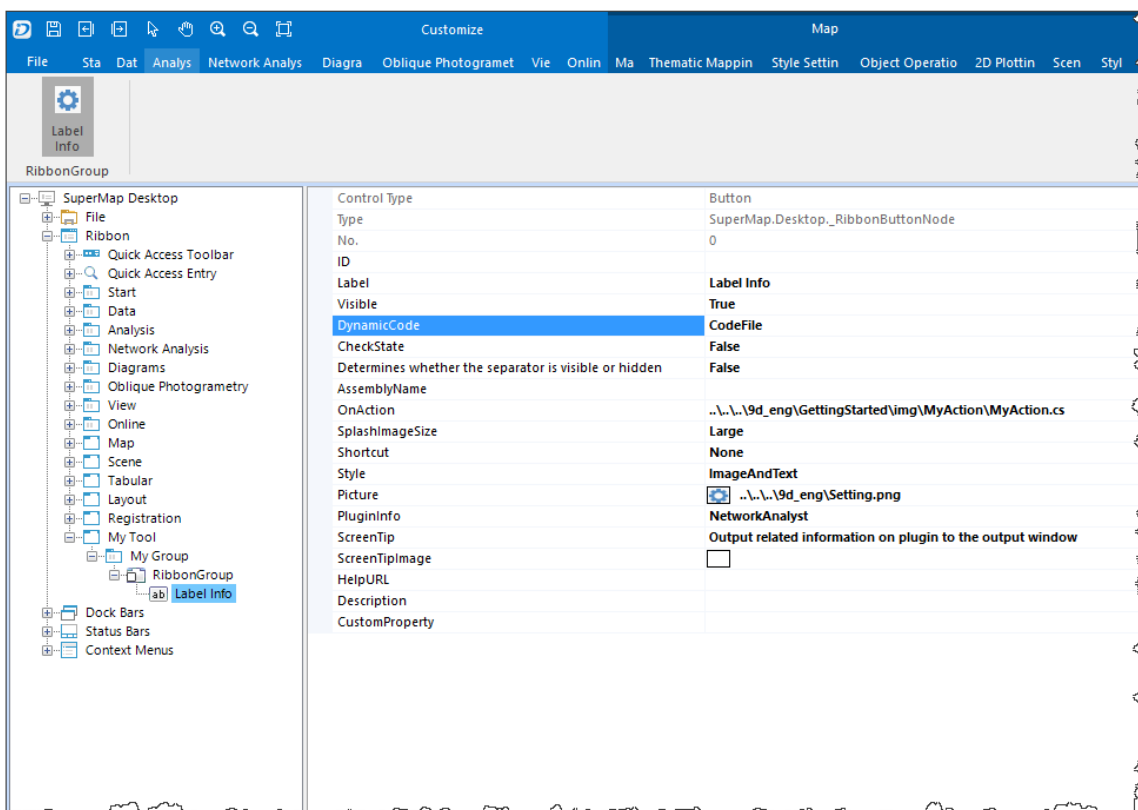 Customize
Map
File Sta Dat Analys Network Analys Diagra Oblique Photogramet Vie Onlin Ma Thematic Mappin Style Settin Object Operatio 2D Plottin Scen Styl
Label
Info
RibbonGroup
SuperMap Desktop
File
Ribbon
Quick Access Toolbar
Quick Access Entry
Start
Data
Analysis
Network Analysis
Diagrams
Oblique Photogrametry
View
Online
Map
Scene
Tabular
Layout
Registration
My Tool
My Group
RibbonGroup
ab Label Info
Dock Bars
Status Bars
Context Menus
Control Type Button
Type SuperMap.Desktop._RibbonButtonNode
No. 0
ID
Label Label Info
Visible True
DynamicCode CodeFile
CheckState False
Determines whether the separator is visible or hidden False
AssemblyName
OnAction ..\..\..\9d_eng\GettingStarted\img\MyAction\MyAction.cs
SplashImageSize Large
Shortcut None
Style ImageAndText
Picture ..\..\..\9d_eng\Setting.png
PluginInfo NetworkAnalyst
ScreenTip Output related information on plugin to the output window
ScreenTipImage
HelpURL
Description
CustomProperty